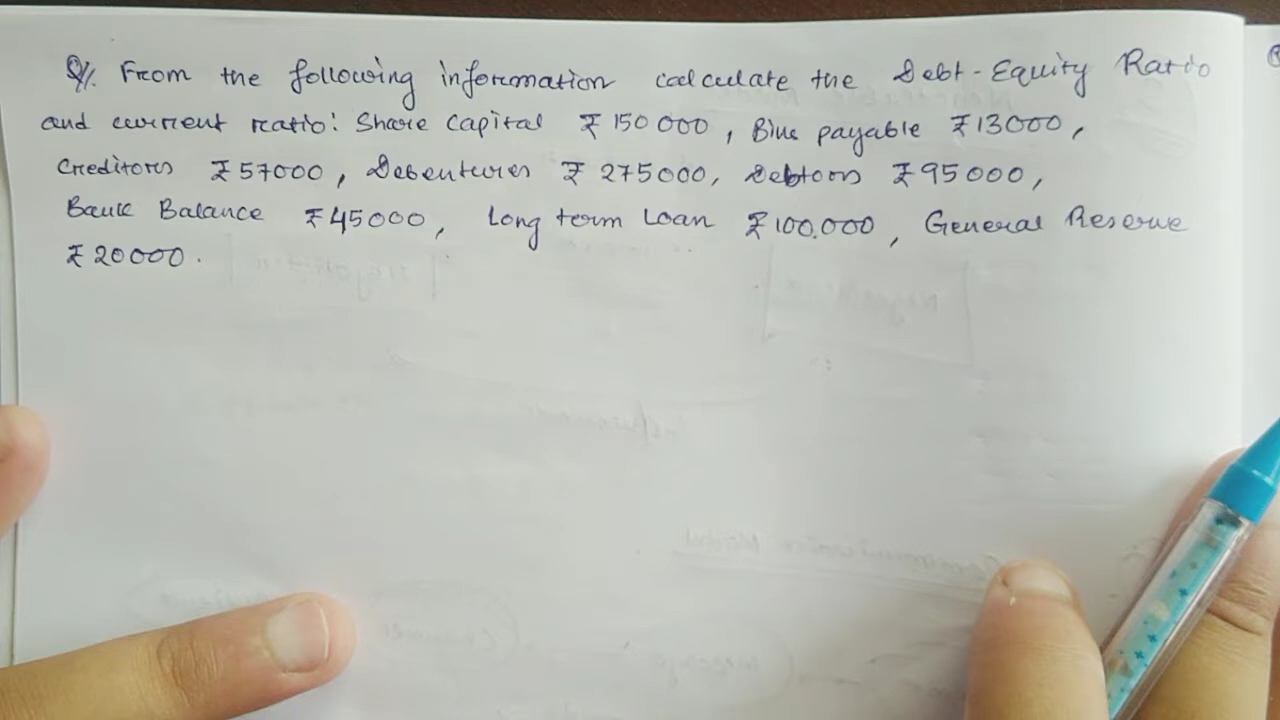 Q/. From the following information calculate the Debt-Equity Ratio
and current ratio: Share Capital ₹ 150000, Bills payable ₹13000,
Creditors ₹57000, Debentures ₹ 275000, Debtors ₹95000,
Bank Balance ₹45000, Long term Loan ₹100,000, General Reserve
₹20000.